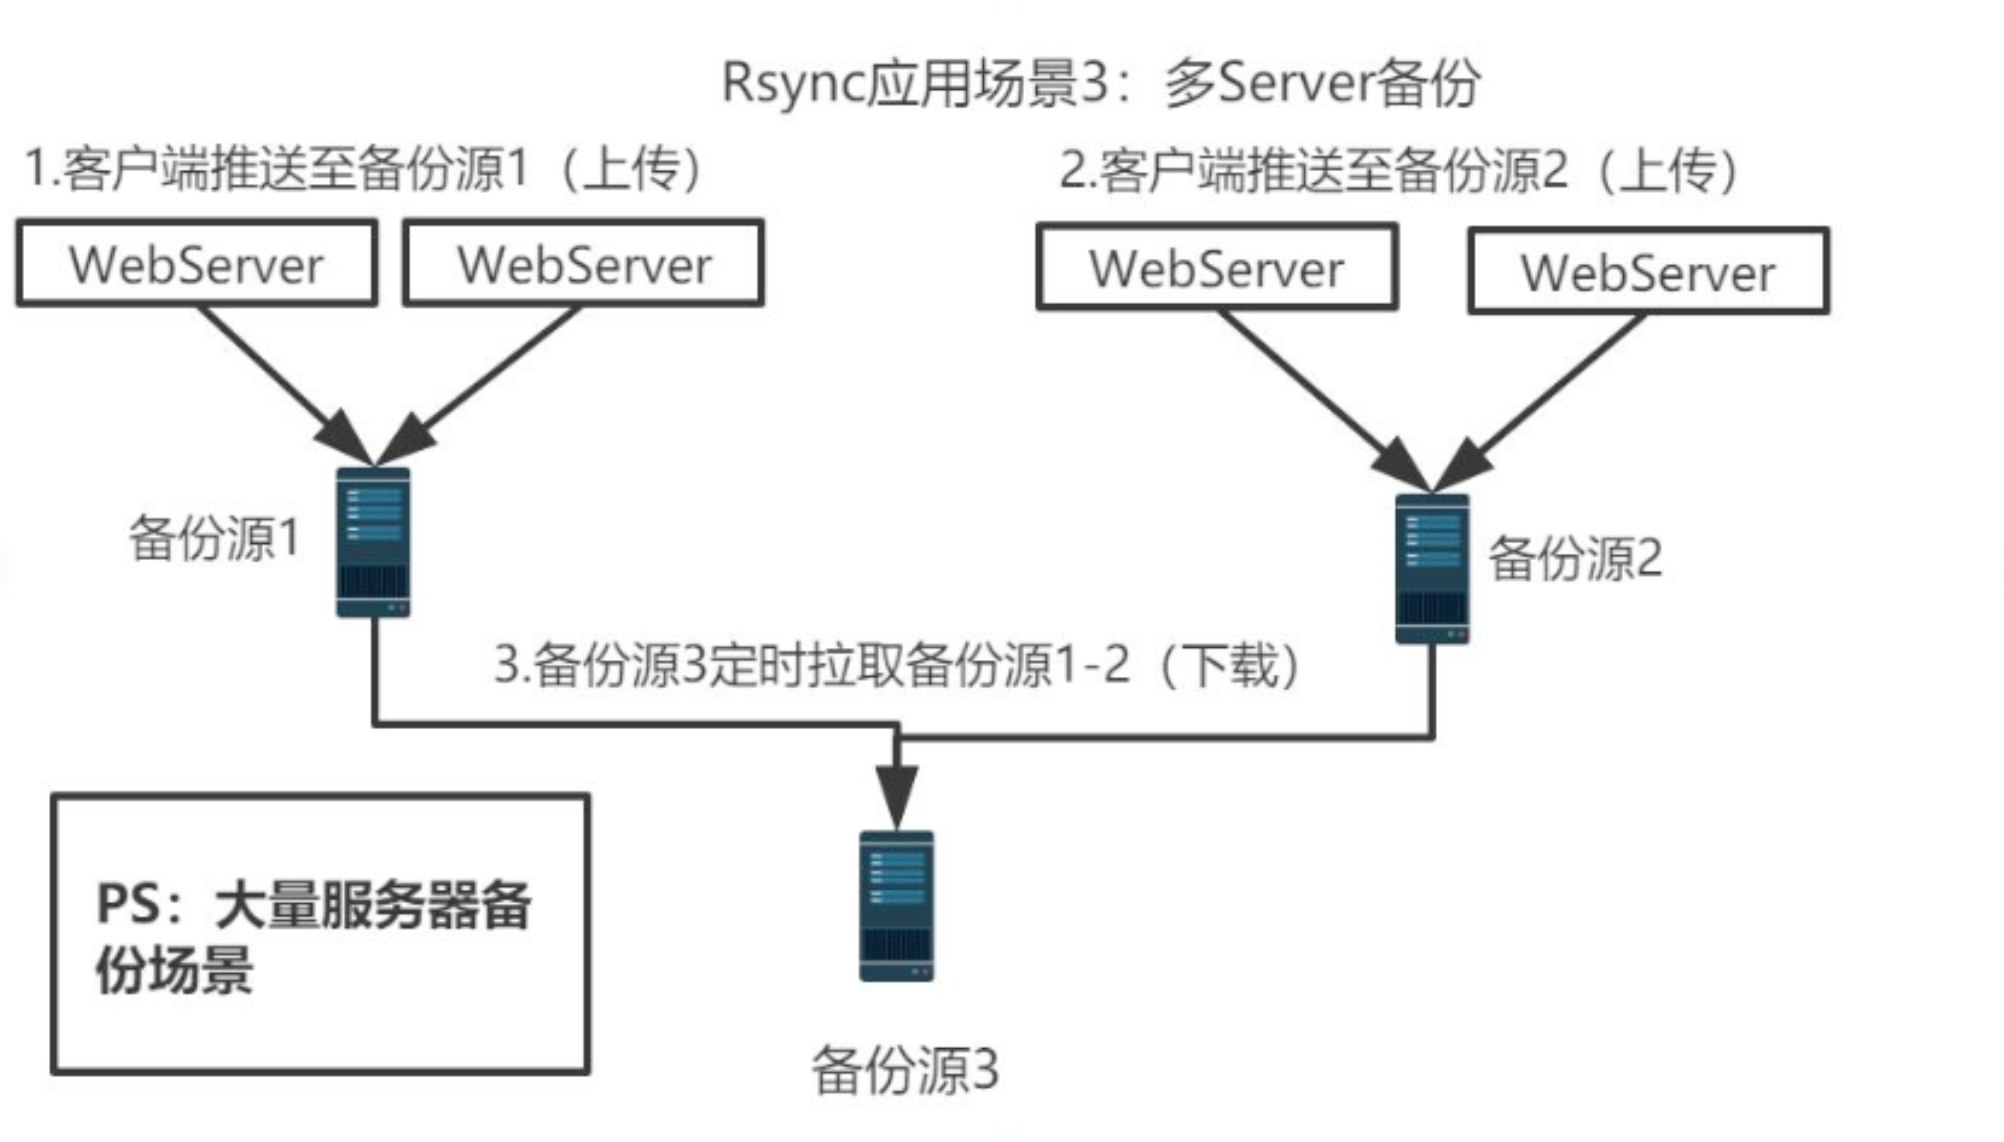 Rsync应用场景3：多Server备份
1.客户端推送至备份源1（上传）
2.客户端推送至备份源2（上传）
WebServer
WebServer
WebServer
WebServer
备份源1
备份源2
3.备份源3定时拉取备份源1-2（下载）
PS：大量服务器备
份场景
备份源3